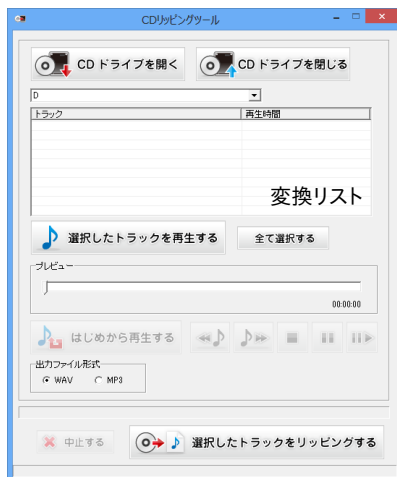 CDリッピングツール
CD ドライブを開く
CD ドライブを閉じる
D
トラック
再生時間
変換リスト
選択したトラックを再生する
全て選択する
プレビュー
00:00:00
はじめから再生する
出力ファイル形式
WAV
MP3
中止する
選択したトラックをリッピングする